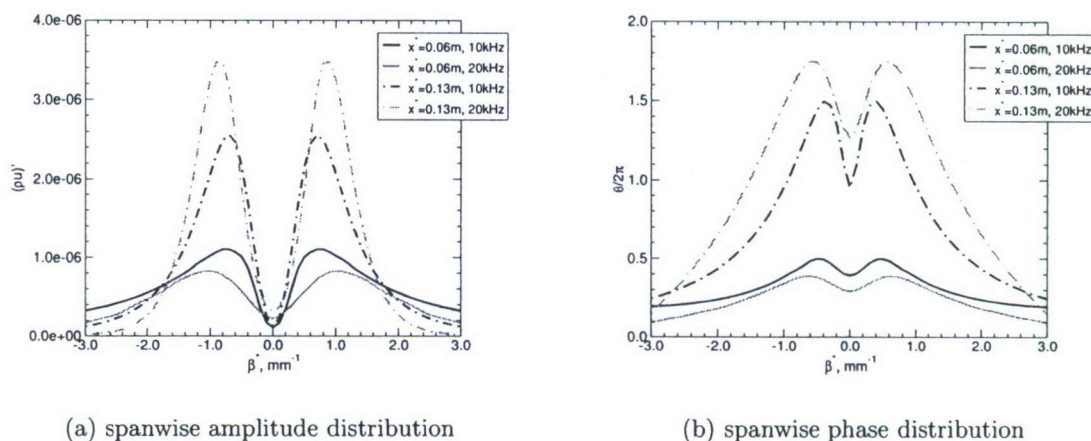 4.0e-06
3.0e-06
2.0e-06
1.0e-06
0.0e+00
(ρu)'
-3.0 -2.0 -1.0 0.0 1.0 2.0 3.0
β*, mm-1
x*=0.06m, 10kHz
x*=0.06m, 20kHz
x*=0.13m, 10kHz
x*=0.13m, 20kHz
(a) spanwise amplitude distribution
2.0
1.5
1.0
0.5
0.0
θ/2π
-3.0 -2.0 -1.0 0.0 1.0 2.0 3.0
β*, mm-1
x*=0.06m, 10kHz
x*=0.06m, 20kHz
x*=0.13m, 10kHz
x*=0.13m, 20kHz
(b) spanwise phase distribution